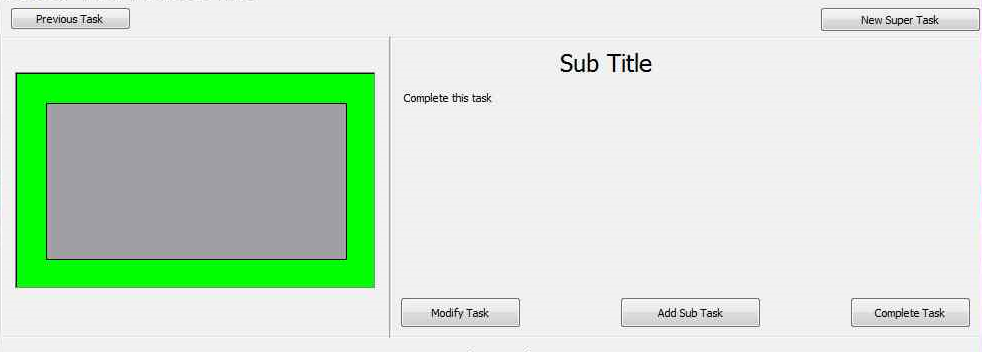 Previous Task
New Super Task
Sub Title
Complete this task
Modify Task
Add Sub Task
Complete Task